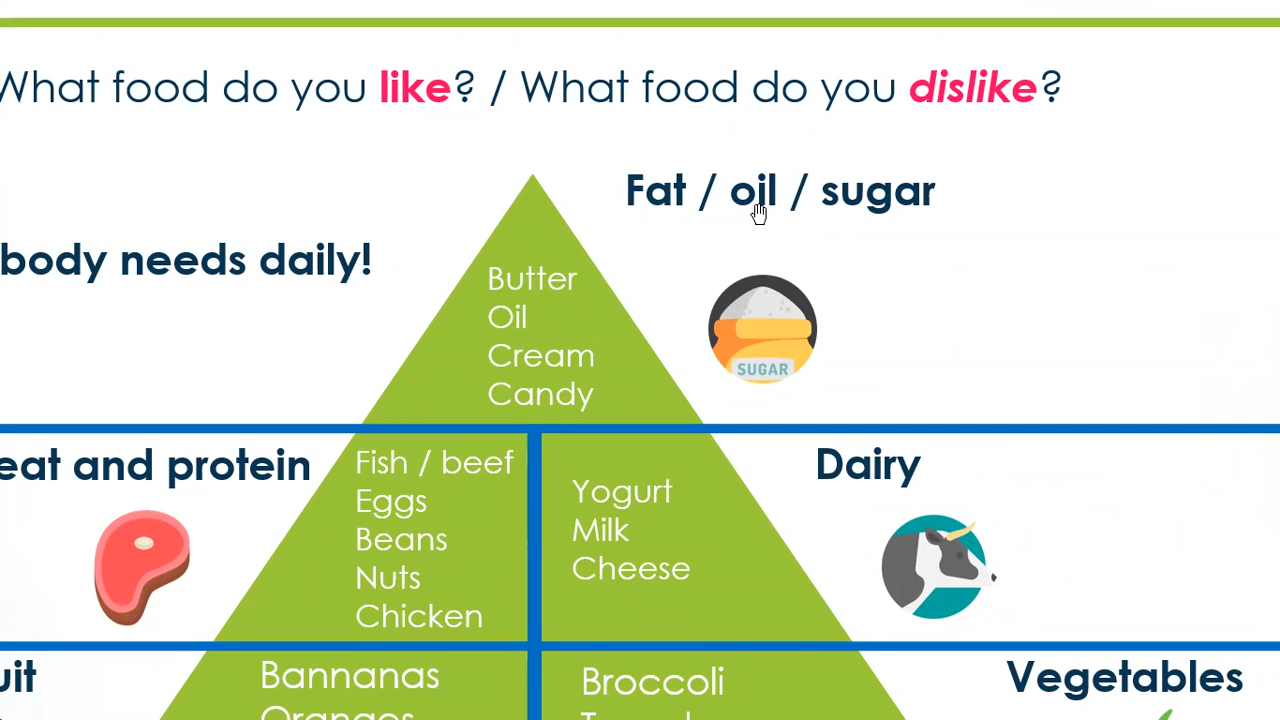 What food do you like? / What food do you dislike?
Fat / oil / sugar
body needs daily!
Butter
Oil
Cream
Candy
SUGAR
eat and protein
Fish / beef
Eggs
Beans
Nuts
Chicken
Yogurt
Milk
Cheese
Dairy
uit
Bannanas
Oranges
Broccoli
Vegetables